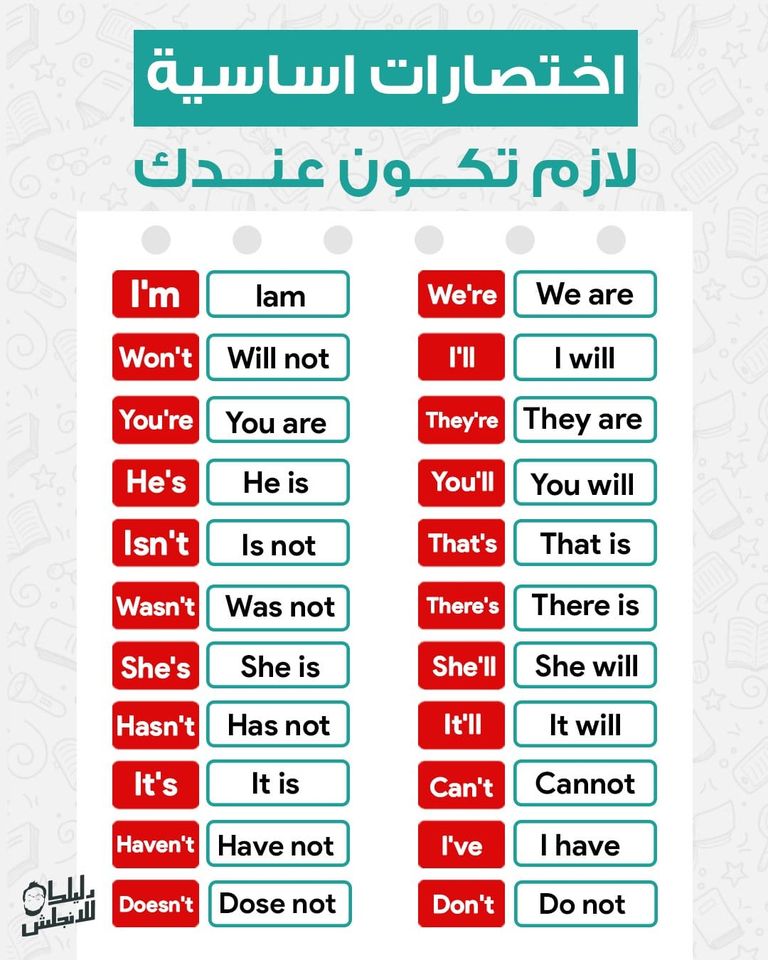 اختصارات اساسية
لازم تكـــون عنـــدك
I'm Iam We're We are
Won't Will not I'll I will
You're You are They're They are
He's He is You'll You will
Isn't Is not That's That is
Wasn't Was not There's There is
She's She is She'll She will
Hasn't Has not It'll It will
It's It is Can't Cannot
Haven't Have not I've I have
Doesn't Dose not Don't Do not
دليلك
للانجلش